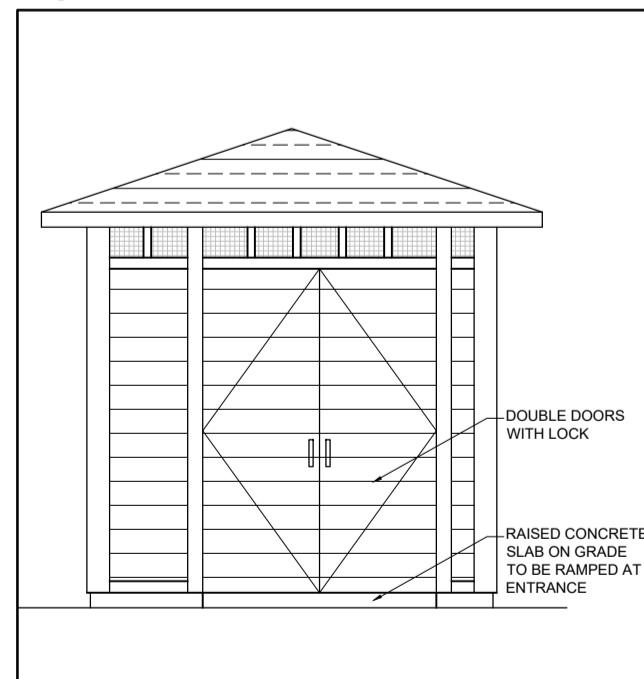 DOUBLE DOORS
WITH LOCK
RAISED CONCRETE
SLAB ON GRADE
TO BE RAMPED AT
ENTRANCE